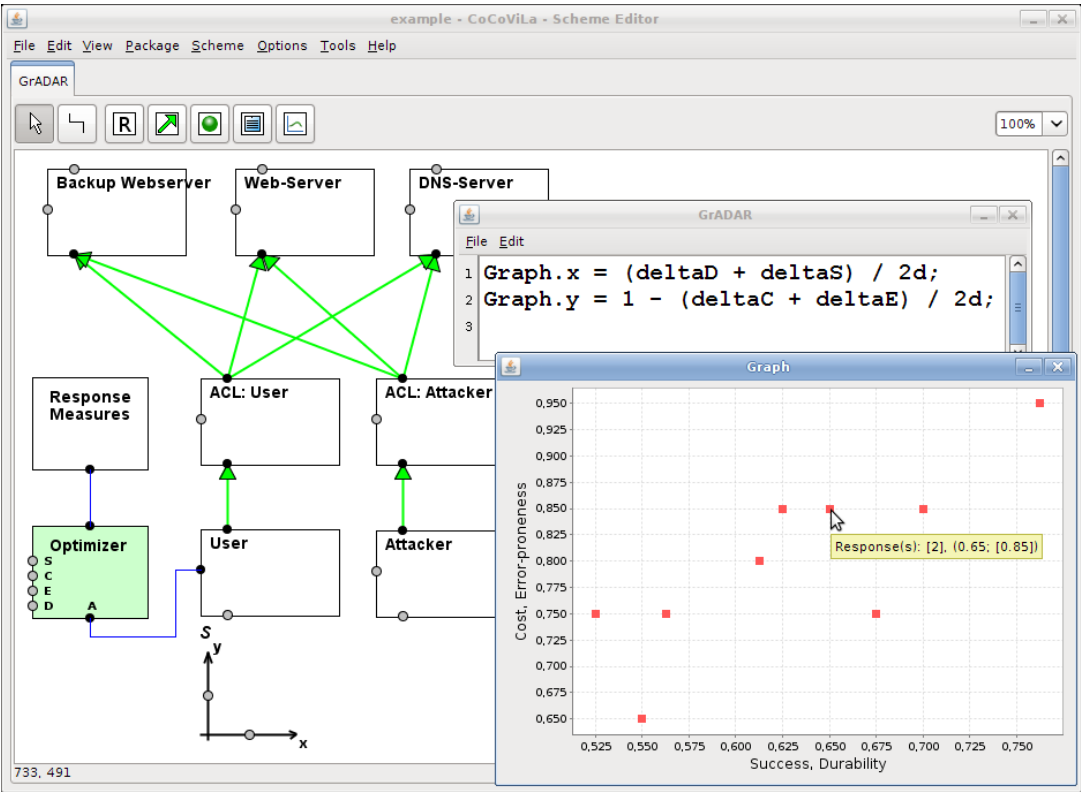 example - CoCoViLa - Scheme Editor
File Edit View Package Scheme Options Tools Help
GrADAR
R
100%
Backup Webserver
Web-Server
DNS-Server
GrADAR
File Edit
1 Graph.x = (deltaD + deltaS) / 2d;
2 Graph.y = 1 - (deltaC + deltaE) / 2d;
3
Response
Measures
ACL: User
ACL: Attacker
Optimizer
S
C
E
D A
User
Attacker
S
y
x
Graph
0,950
0,925
0,900
0,875
0,850
0,825
0,800
0,775
0,750
0,725
0,700
0,675
0,650
Cost, Error-proneness
Response(s): [2], (0.65; [0.85])
0,525 0,550 0,575 0,600 0,625 0,650 0,675 0,700 0,725 0,750
Success, Durability
733, 491